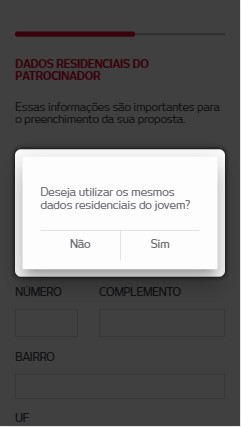 DADOS RESIDENCIAIS DO
PATROCINADOR
Essas informações são importantes para
o preenchimento da sua proposta.
Deseja utilizar os mesmos
dados residenciais do jovem?
Não Sim
NÚMERO COMPLEMENTO
BAIRRO
UF